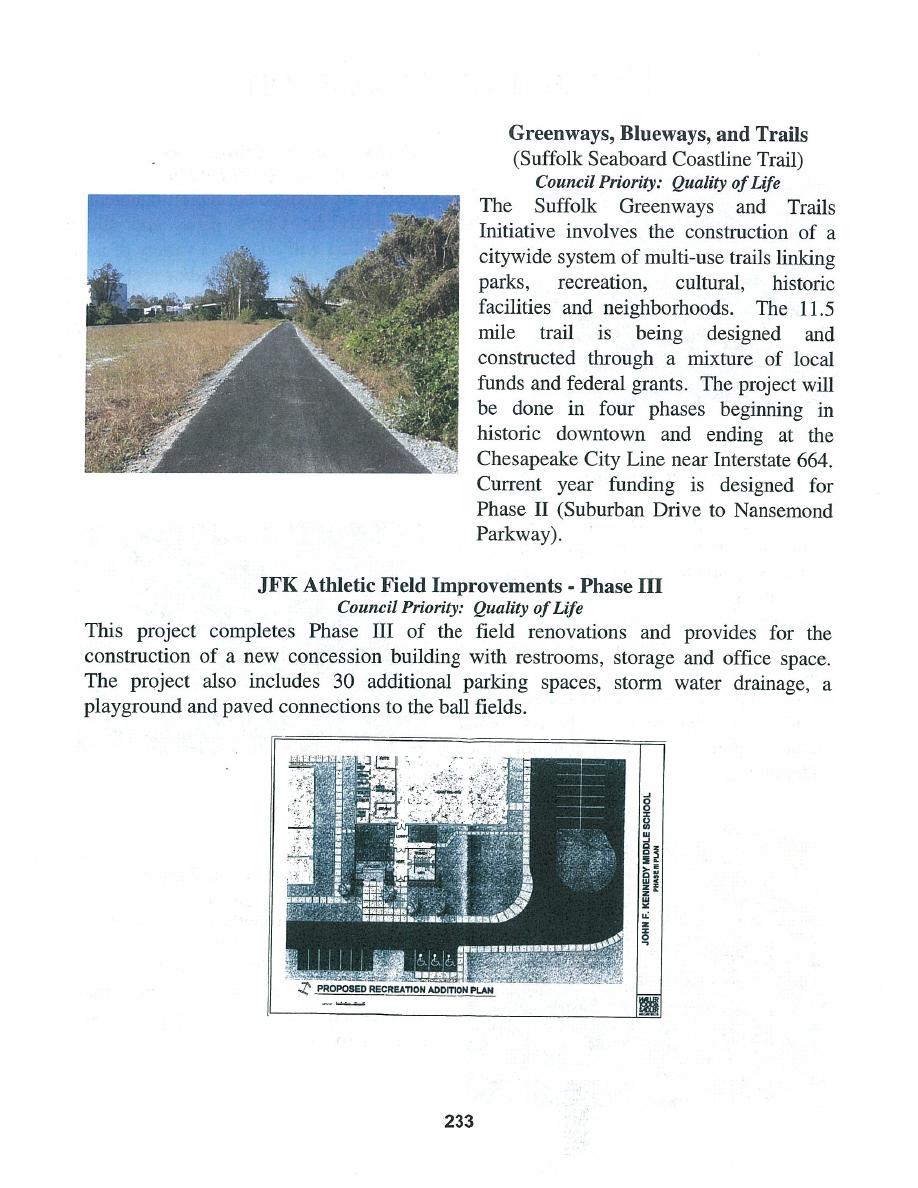 Greenways, Blueways, and Trails
(Suffolk Seaboard Coastline Trail)
Council Priority: Quality of Life
The Suffolk Greenways and Trails
Initiative involves the construction of a
citywide system of multi-use trails linking
parks, recreation, cultural, historic
facilities and neighborhoods. The 11.5
mile trail is being designed and
constructed through a mixture of local
funds and federal grants. The project will
be done in four phases beginning in
historic downtown and ending at the
Chesapeake City Line near Interstate 664.
Current year funding is designed for
Phase II (Suburban Drive to Nansemond
Parkway).
JFK Athletic Field Improvements - Phase III
Council Priority: Quality of Life
This project completes Phase III of the field renovations and provides for the
construction of a new concession building with restrooms, storage and office space.
The project also includes 30 additional parking spaces, storm water drainage, a
playground and paved connections to the ball fields.
LOBBY
JOHN F. KENNEDY MIDDLE SCHOOL
PHASE III PLAN
PROPOSED RECREATION ADDITION PLAN
233